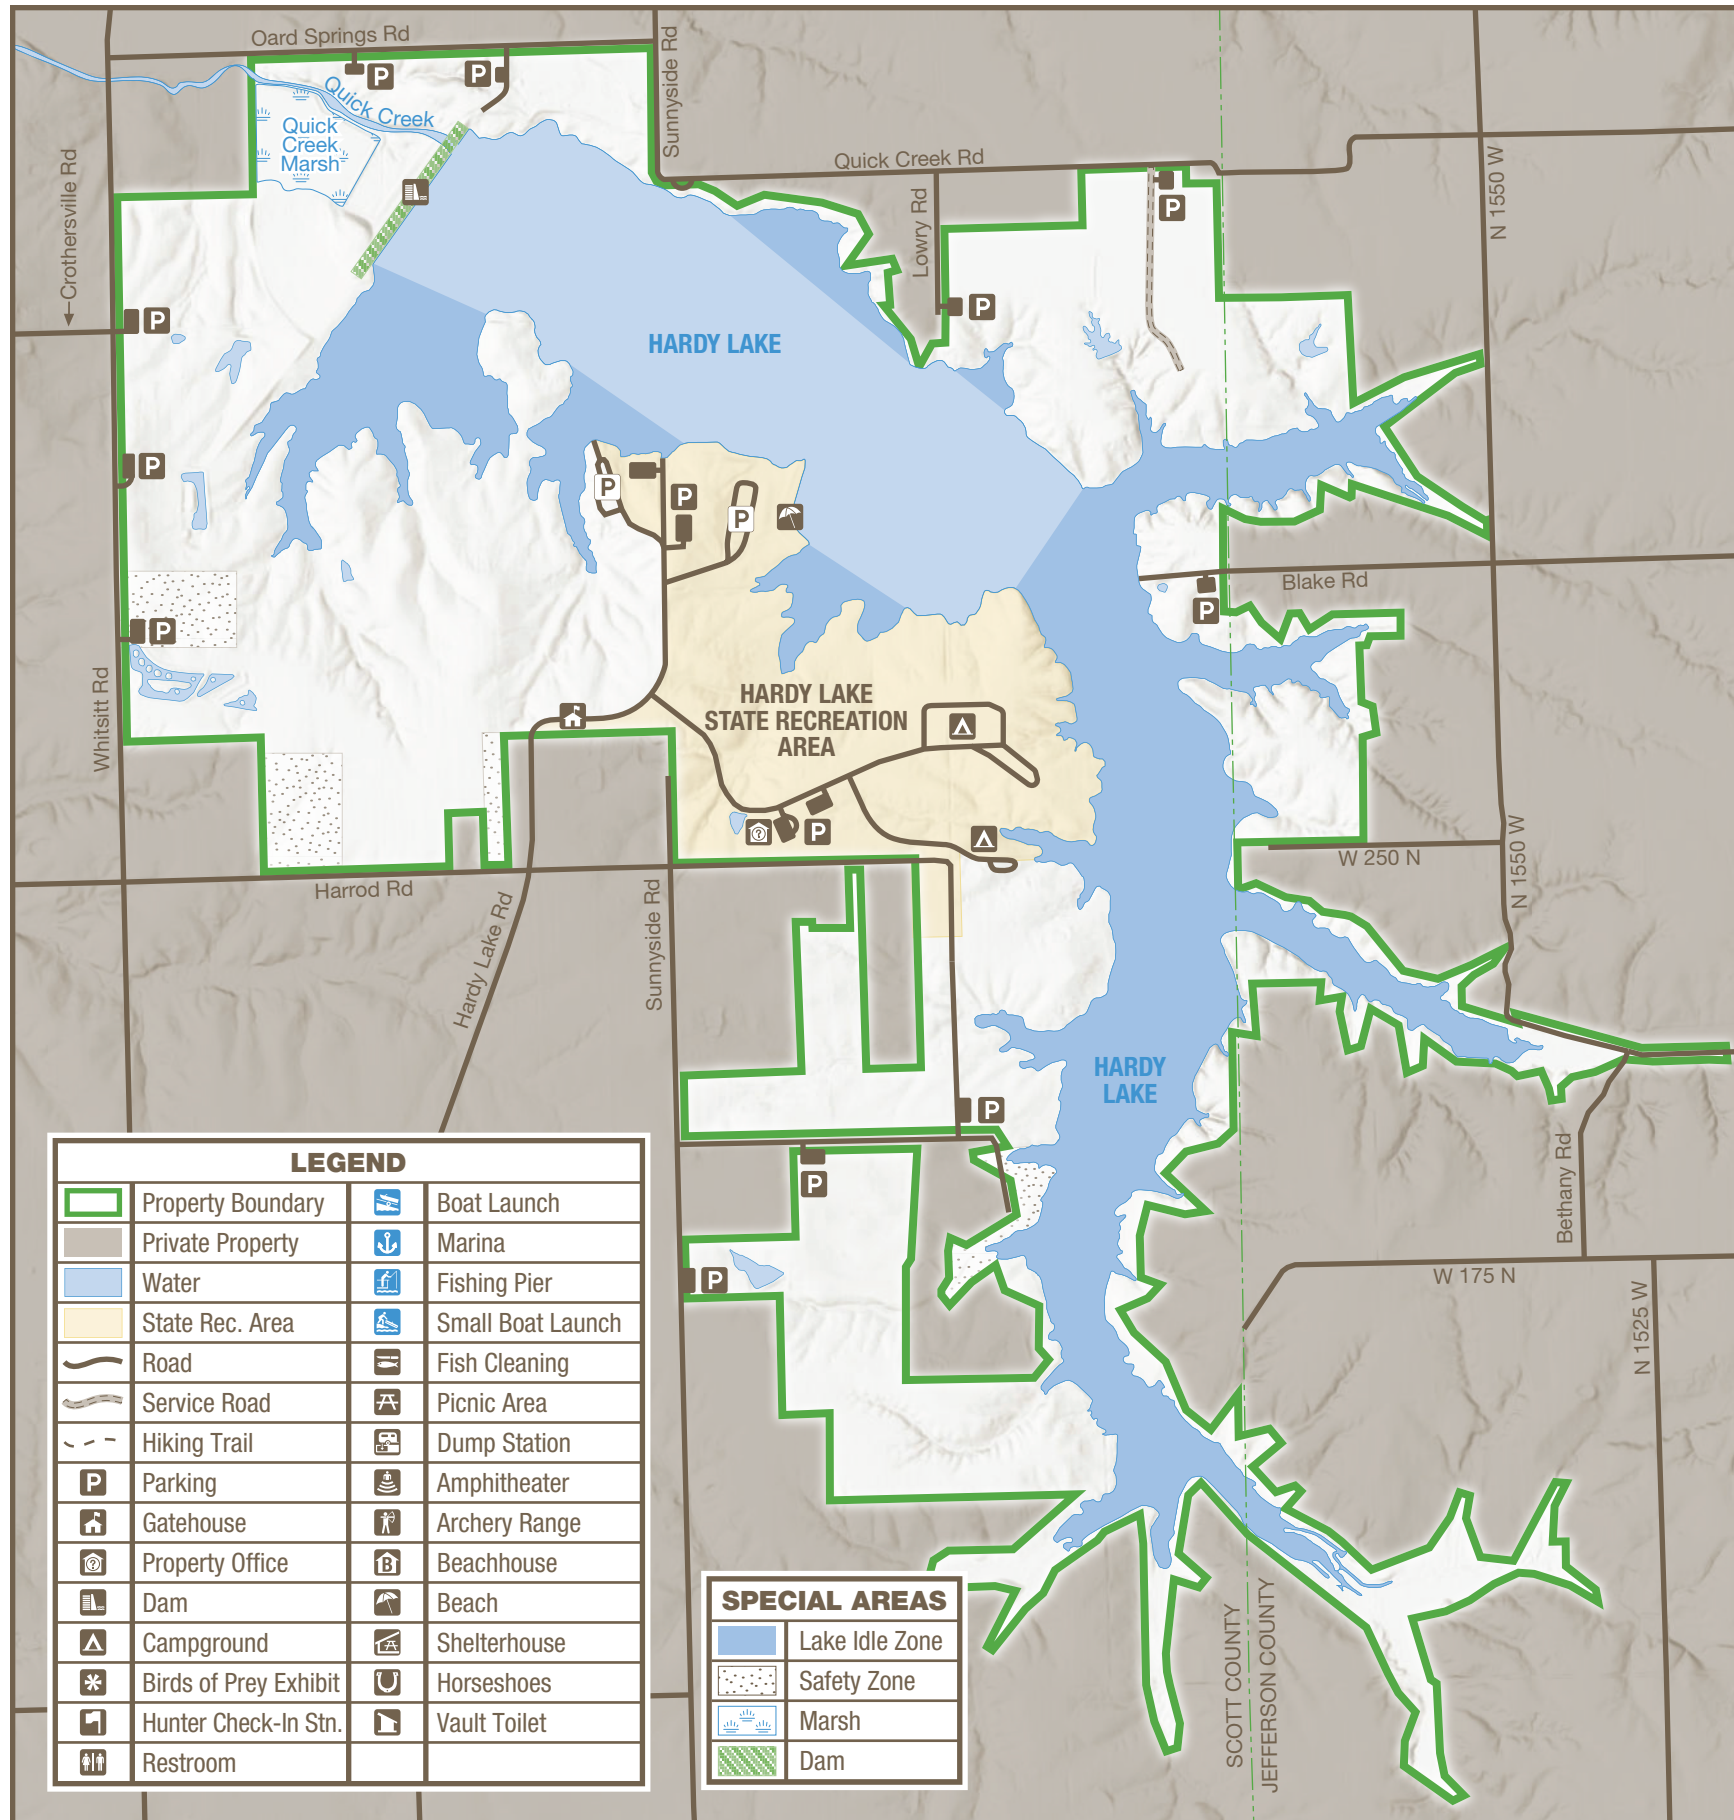 Oard Springs Rd
P
P
Quick Creek
Quick
Creek
Marsh
Sunnyside Rd
Quick Creek Rd
Lowry Rd
N 1550 W
P
←Crothersville Rd
P
P
HARDY LAKE
P
P
P
P
Blake Rd
P
P
Whitsitt Rd
HARDY LAKE
STATE RECREATION
AREA
?
P
W 250 N
N 1550 W
Harrod Rd
Hardy Lake Rd
Sunnyside Rd
HARDY
LAKE
P
P
P
Bethany Rd
W 175 N
N 1525 W
SCOTT COUNTY
JEFFERSON COUNTY
LEGEND
Property Boundary
Boat Launch
Private Property
Marina
Water
Fishing Pier
State Rec. Area
Small Boat Launch
Road
Fish Cleaning
Service Road
Picnic Area
Hiking Trail
Dump Station
P
Parking
Amphitheater
Gatehouse
Archery Range
?
Property Office
B
Beachhouse
Dam
Beach
Campground
Shelterhouse
Birds of Prey Exhibit
Horseshoes
Hunter Check-In Stn.
Vault Toilet
Restroom
SPECIAL AREAS
Lake Idle Zone
Safety Zone
Marsh
Dam